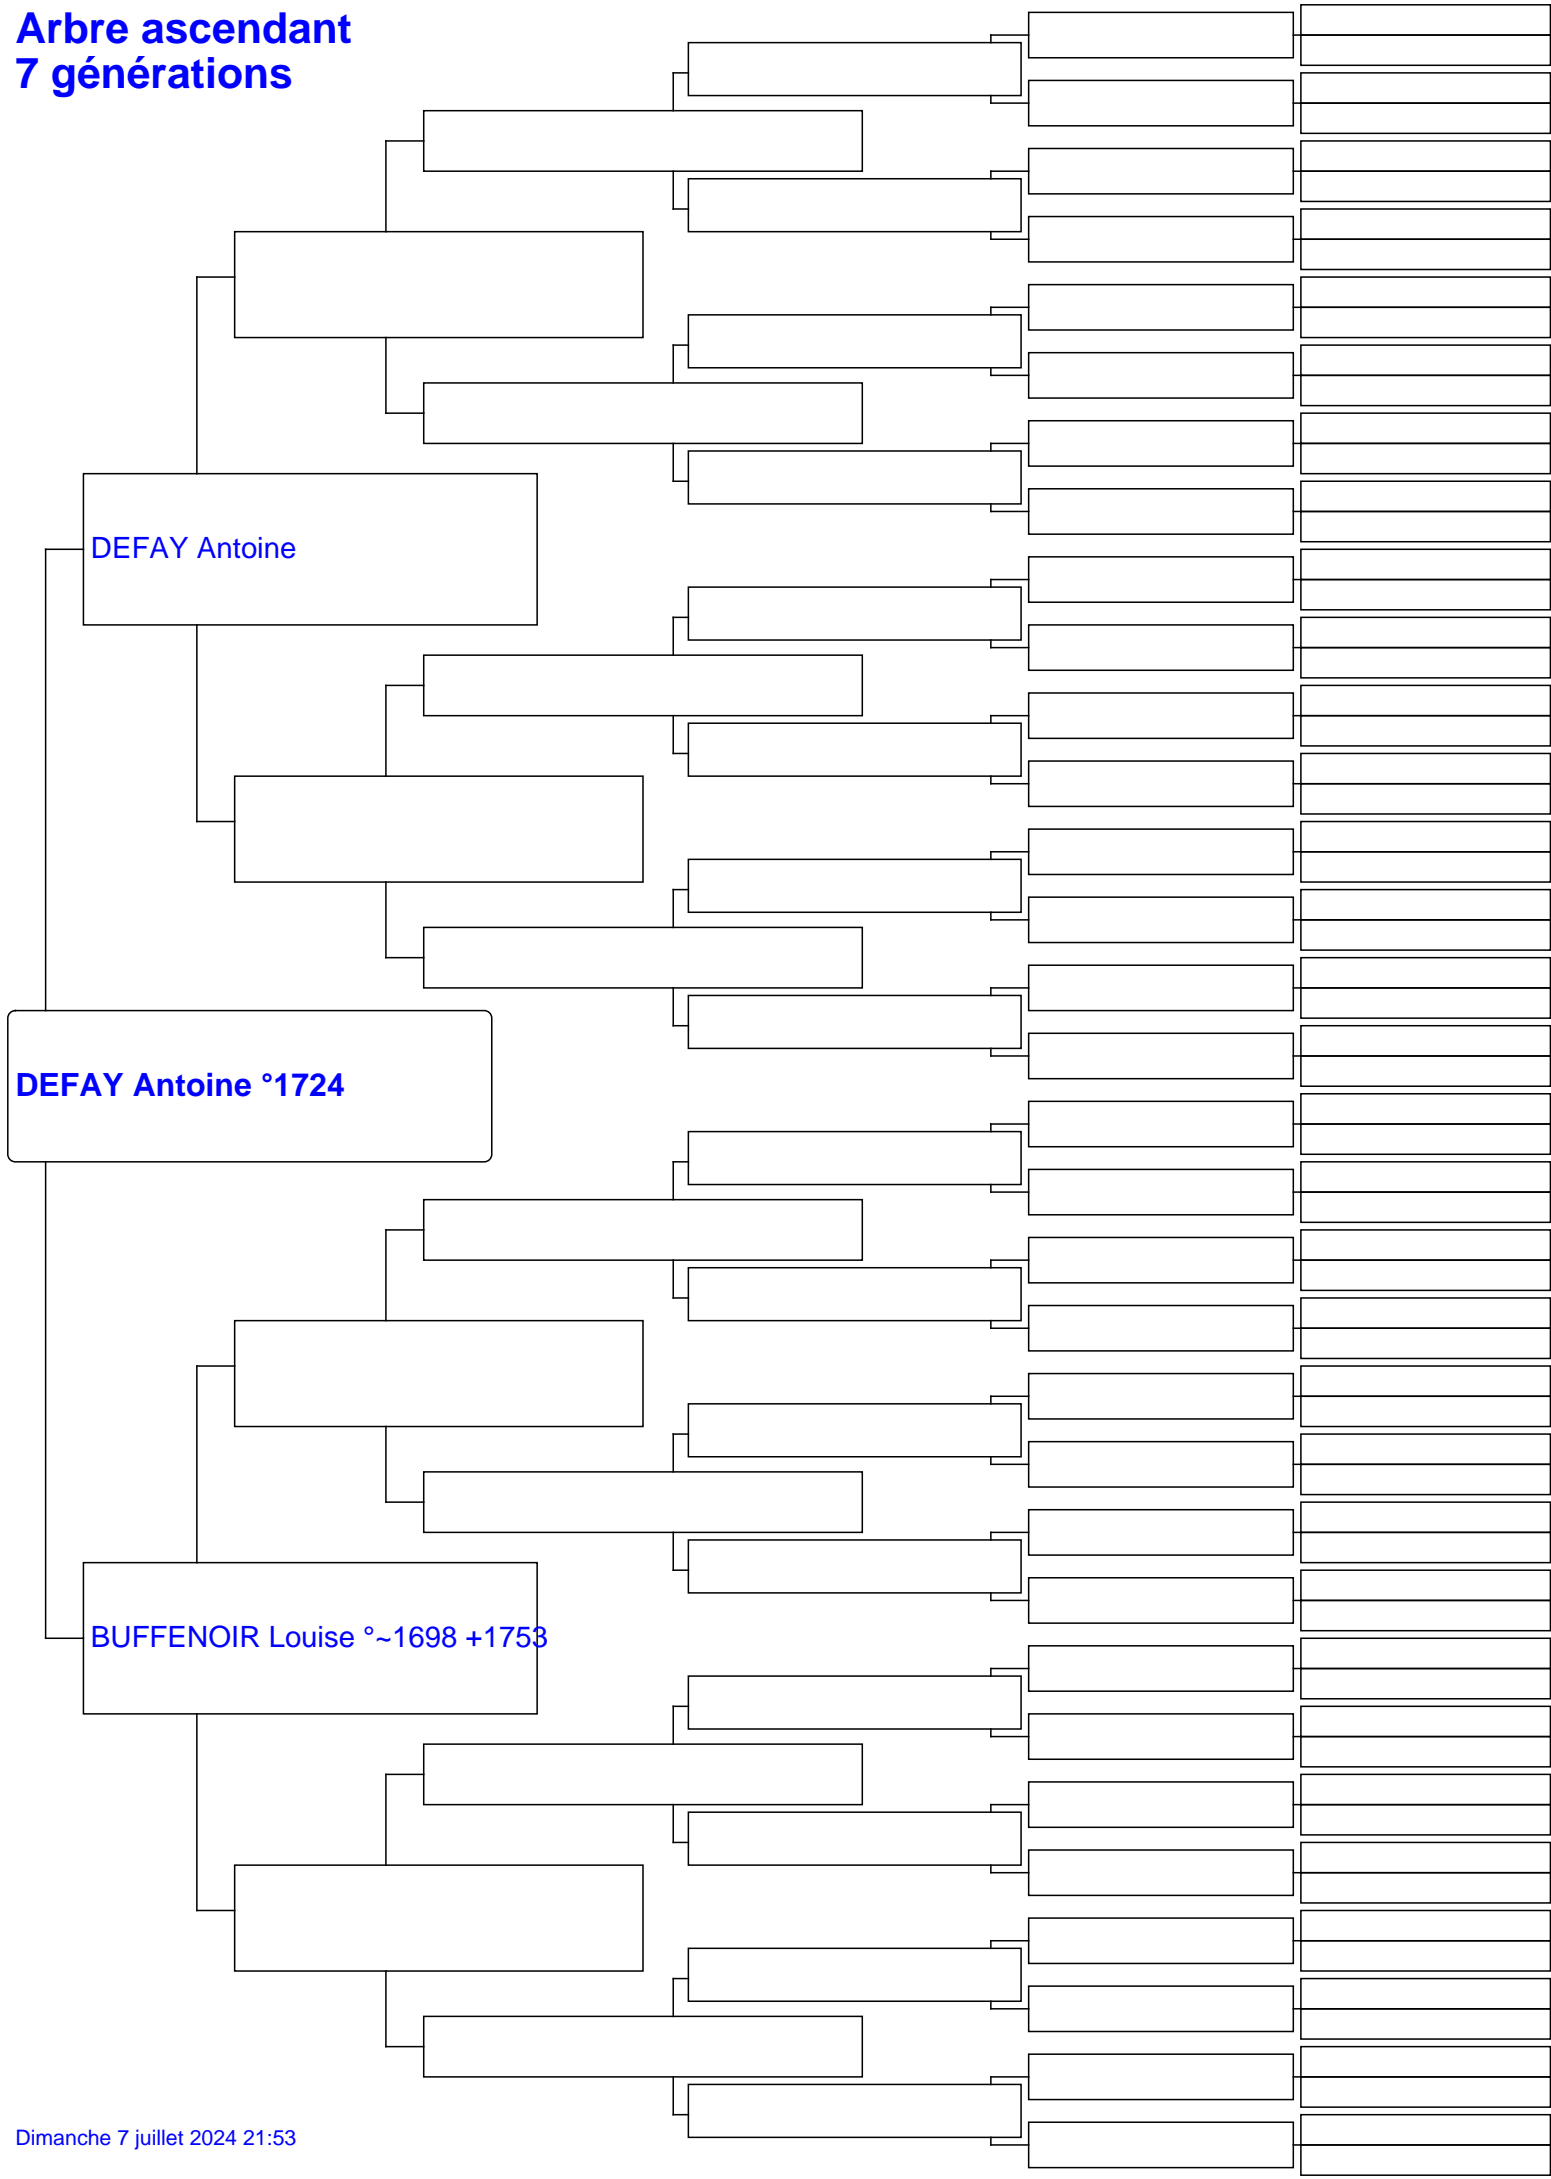 Arbre ascendant
7 générations
DEFAY Antoine
DEFAY Antoine °1724
BUFFENOIR Louise °~1698 +1753
Dimanche 7 juillet 2024 21:53